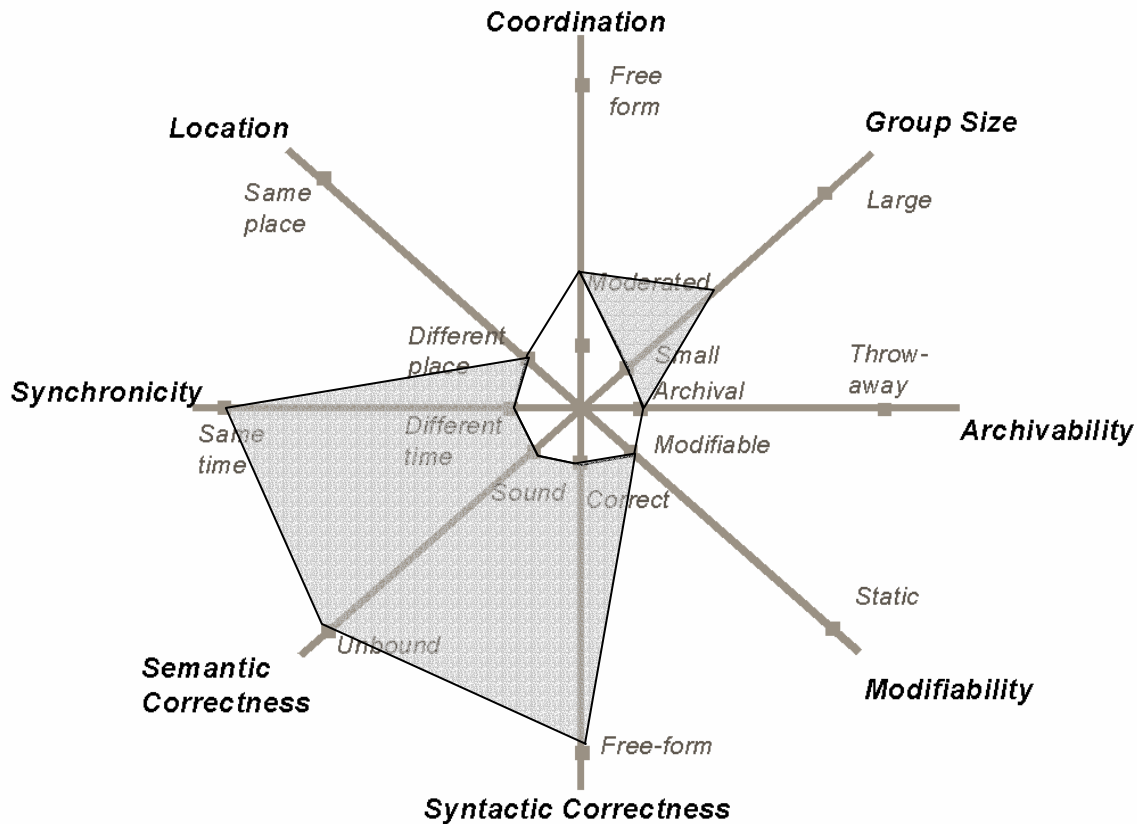 Coordination
Free
form
Location
Group Size
Same
place
Large
Moderated
Different
place
Small
Throw-
away
Synchronicity
Archival
Same
time
Different
time
Archivability
Modifiable
Sound
Correct
Static
Unbound
Semantic
Correctness
Modifiability
Free-form
Syntactic Correctness